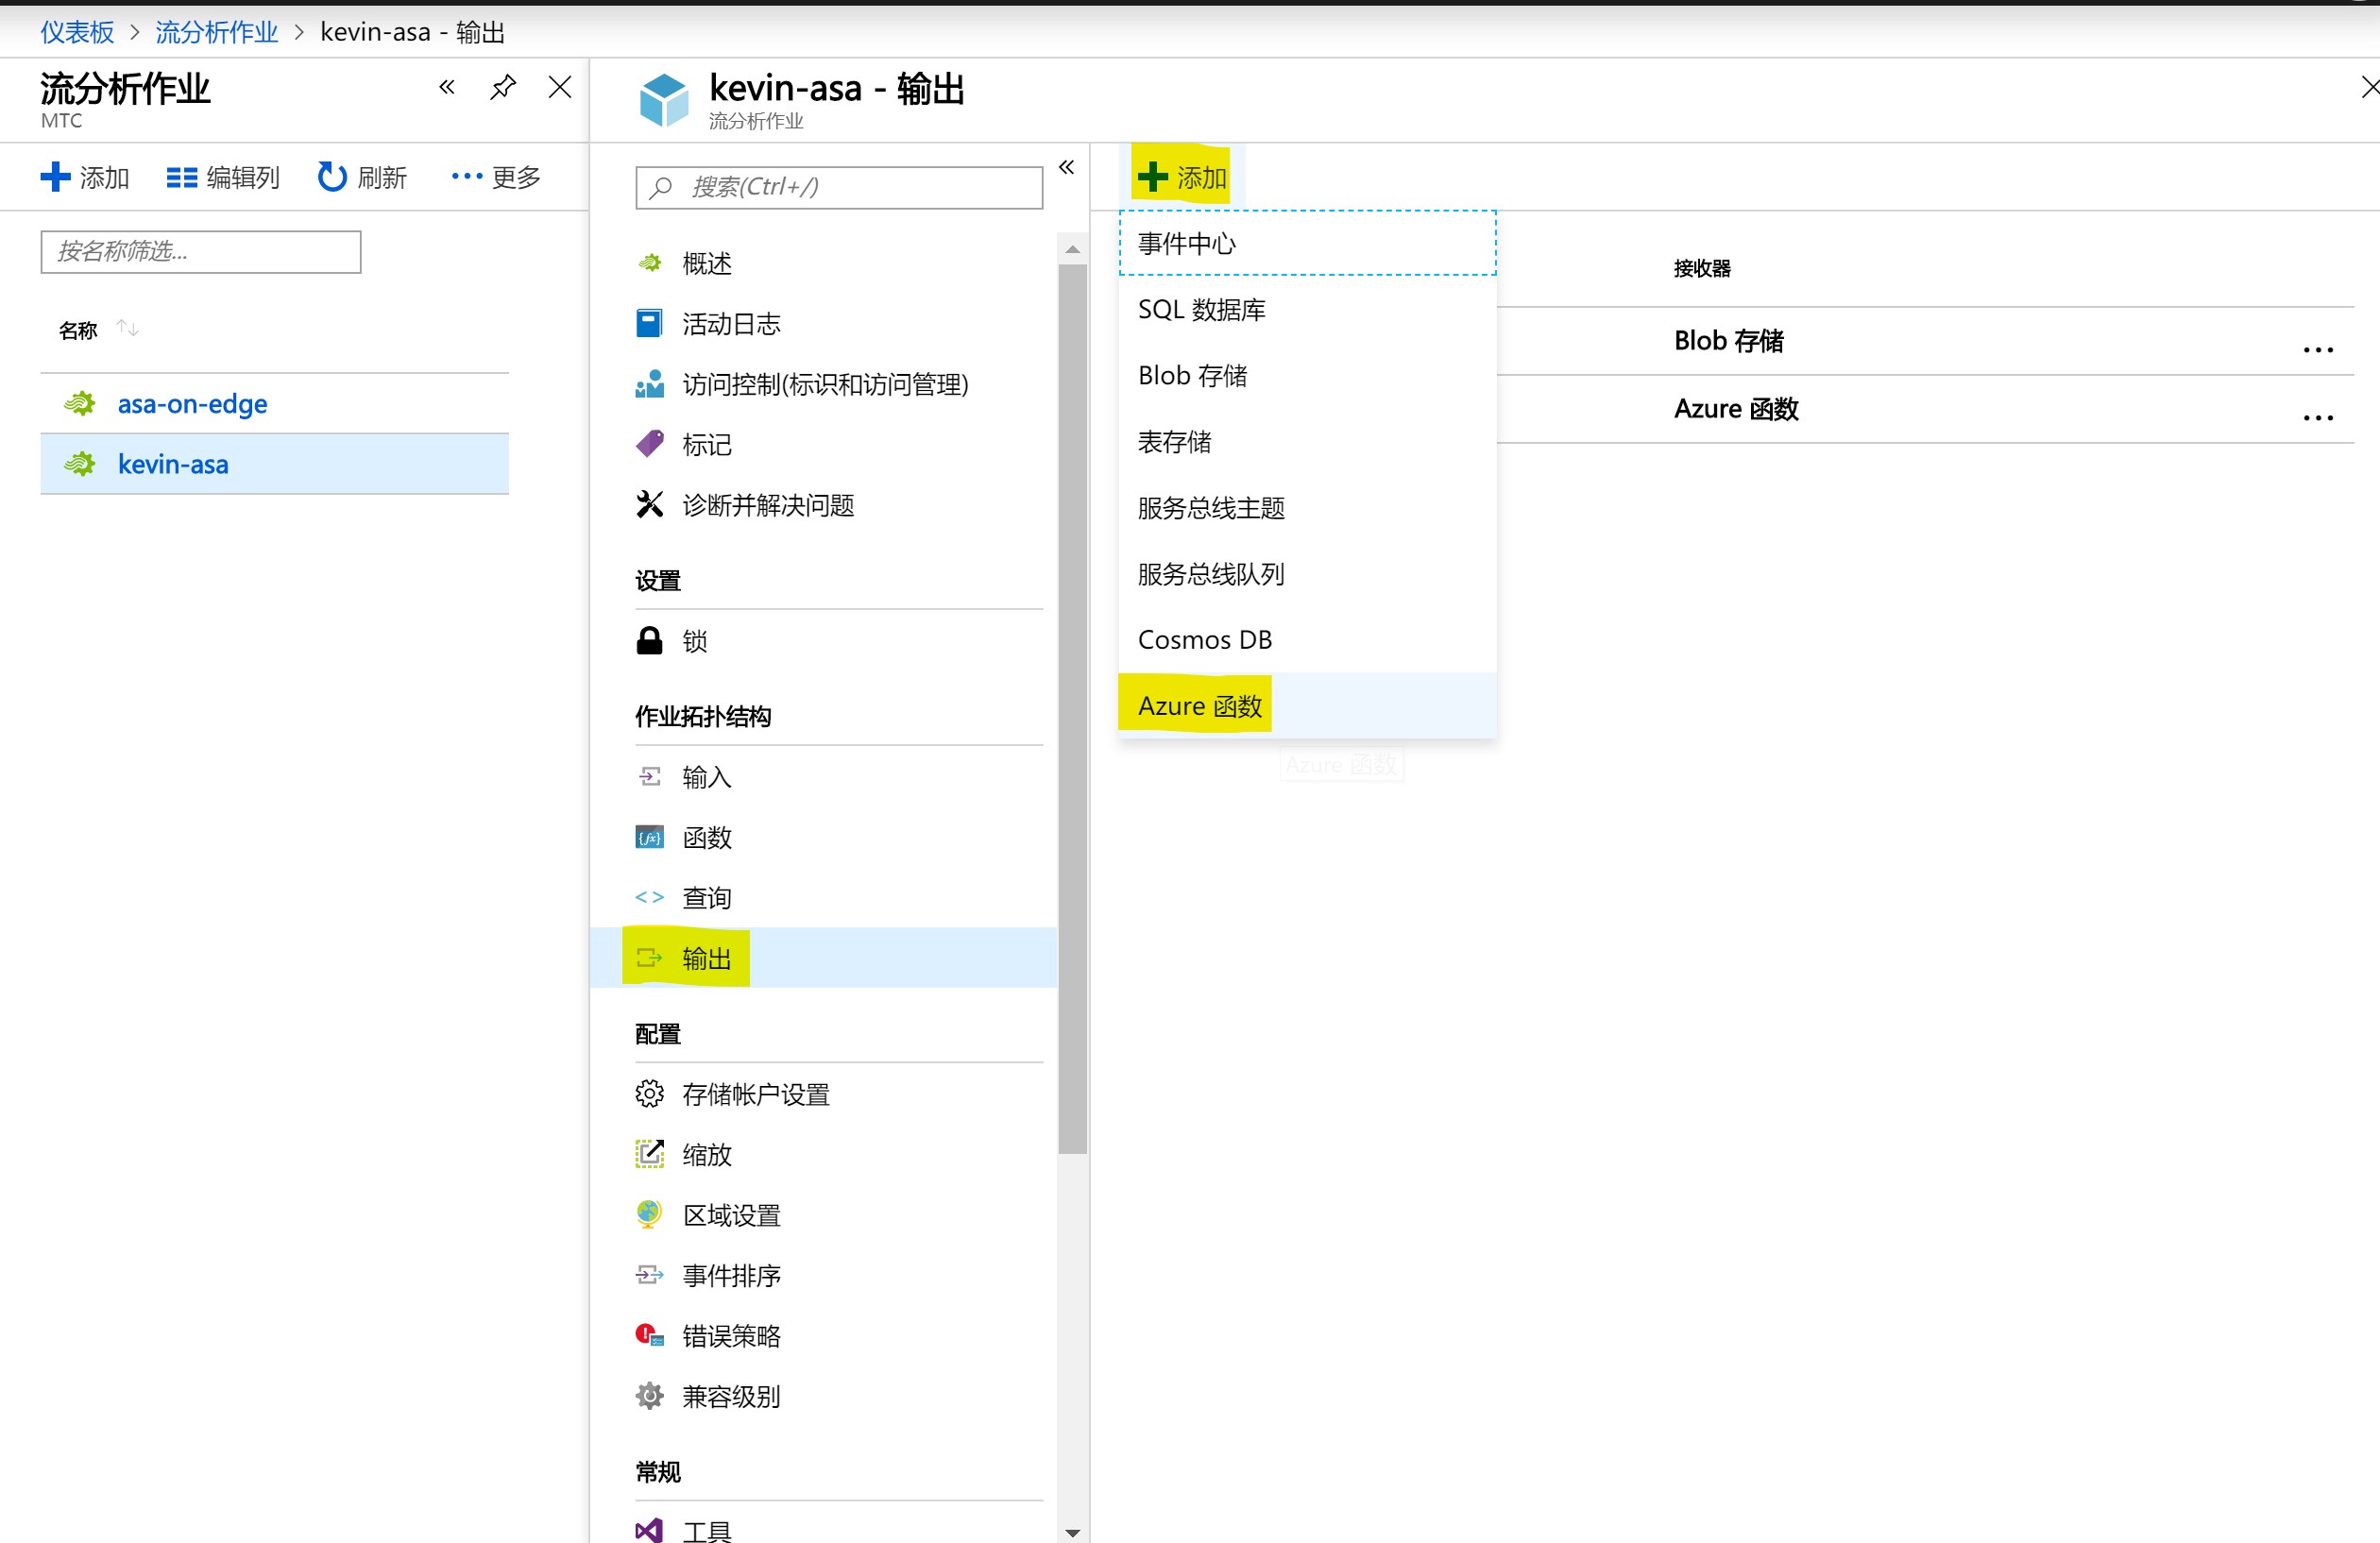 仪表板 > 流分析作业 > kevin-asa - 输出
流分析作业
MTC
添加 编辑列 刷新 更多
按名称筛选...
名称
asa-on-edge
kevin-asa
kevin-asa - 输出
流分析作业
搜索(Ctrl+/)
概述
活动日志
访问控制(标识和访问管理)
标记
诊断并解决问题
设置
锁
作业拓扑结构
输入
函数
查询
输出
配置
存储帐户设置
缩放
区域设置
事件排序
错误策略
兼容级别
常规
工具
添加
事件中心
SQL 数据库
Blob 存储
表存储
服务总线主题
服务总线队列
Cosmos DB
Azure 函数
Azure 函数
接收器
Blob 存储
Azure 函数